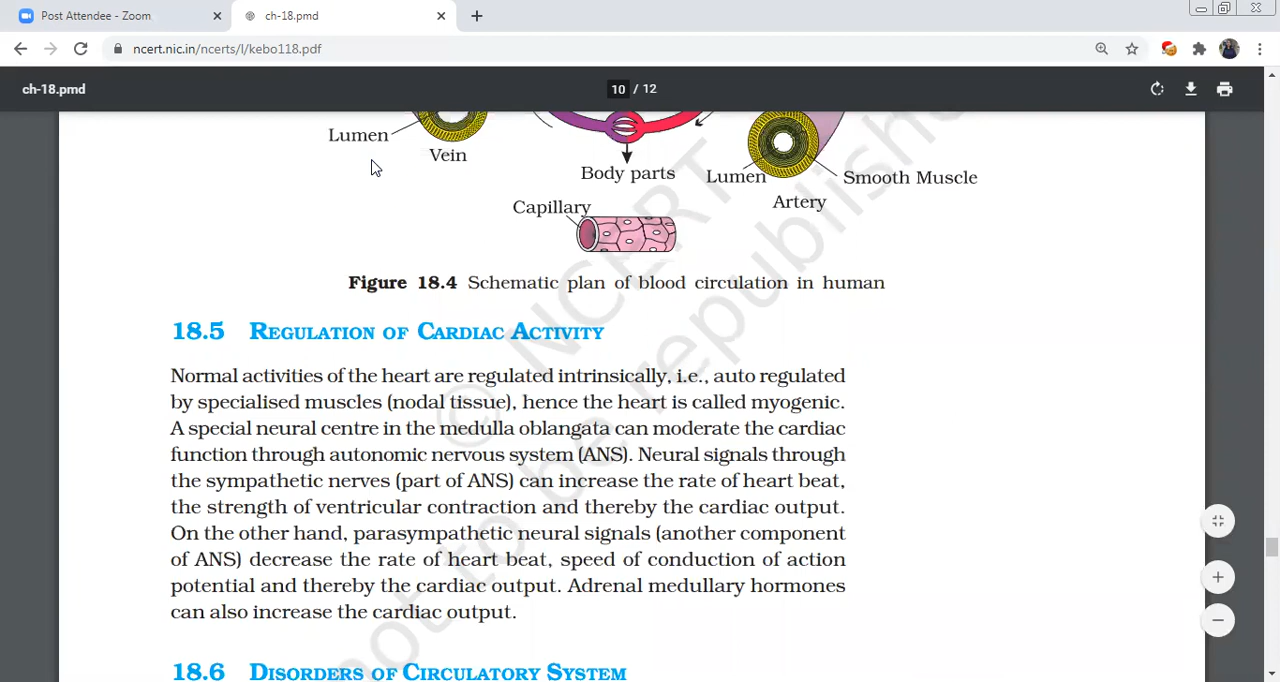 Post Attendee - Zoom
ch-18.pmd
ncert.nic.in/ncerts/l/kebo118.pdf
ch-18.pmd
10 / 12
Lumen
Vein
Body parts
Lumen
Smooth Muscle
Artery
Capillary
Figure 18.4 Schematic plan of blood circulation in human
18.5 REGULATION OF CARDIAC ACTIVITY
Normal activities of the heart are regulated intrinsically, i.e., auto regulated
by specialised muscles (nodal tissue), hence the heart is called myogenic.
A special neural centre in the medulla oblangata can moderate the cardiac
function through autonomic nervous system (ANS). Neural signals through
the sympathetic nerves (part of ANS) can increase the rate of heart beat,
the strength of ventricular contraction and thereby the cardiac output.
On the other hand, parasympathetic neural signals (another component
of ANS) decrease the rate of heart beat, speed of conduction of action
potential and thereby the cardiac output. Adrenal medullary hormones
can also increase the cardiac output.
18.6 DISORDERS OF CIRCULATORY SYSTEM
© NCERT
not to be republishe